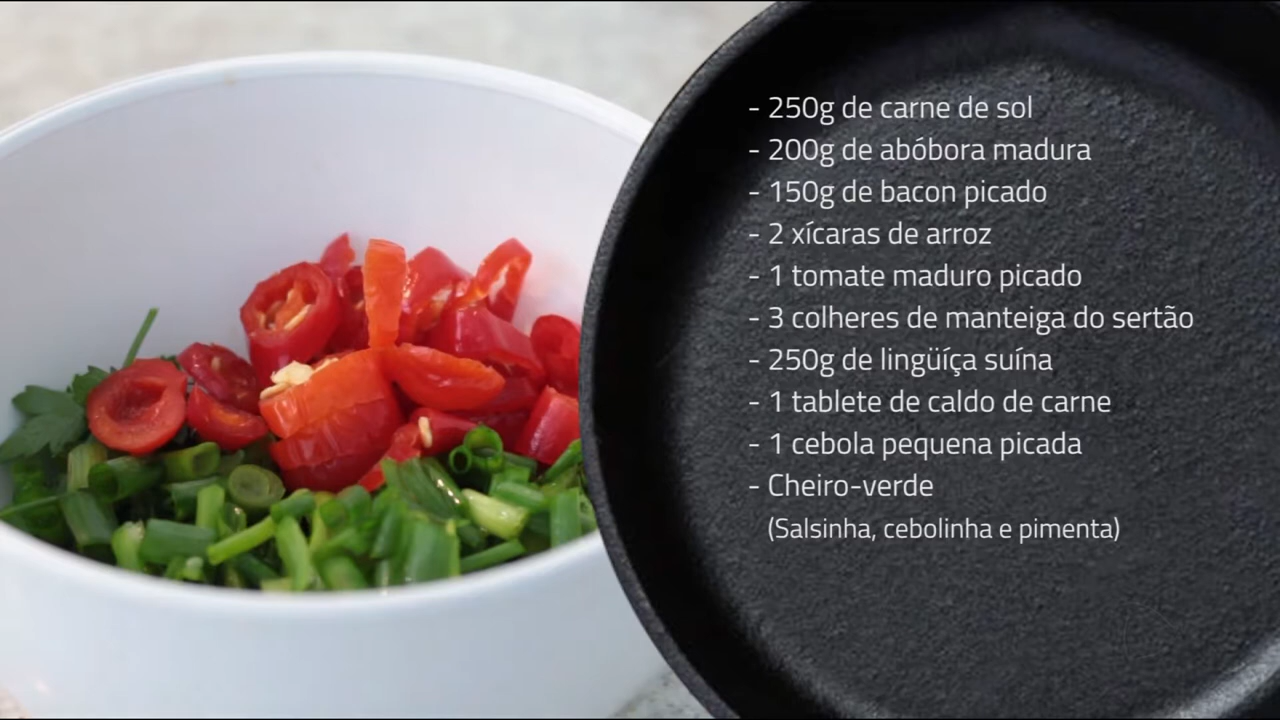 - 250g de carne de sol
- 200g de abóbora madura
- 150g de bacon picado
- 2 xícaras de arroz
- 1 tomate maduro picado
- 3 colheres de manteiga do sertão
- 250g de lingüíça suína
- 1 tablete de caldo de carne
- 1 cebola pequena picada
- Cheiro-verde
(Salsinha, cebolinha e pimenta)